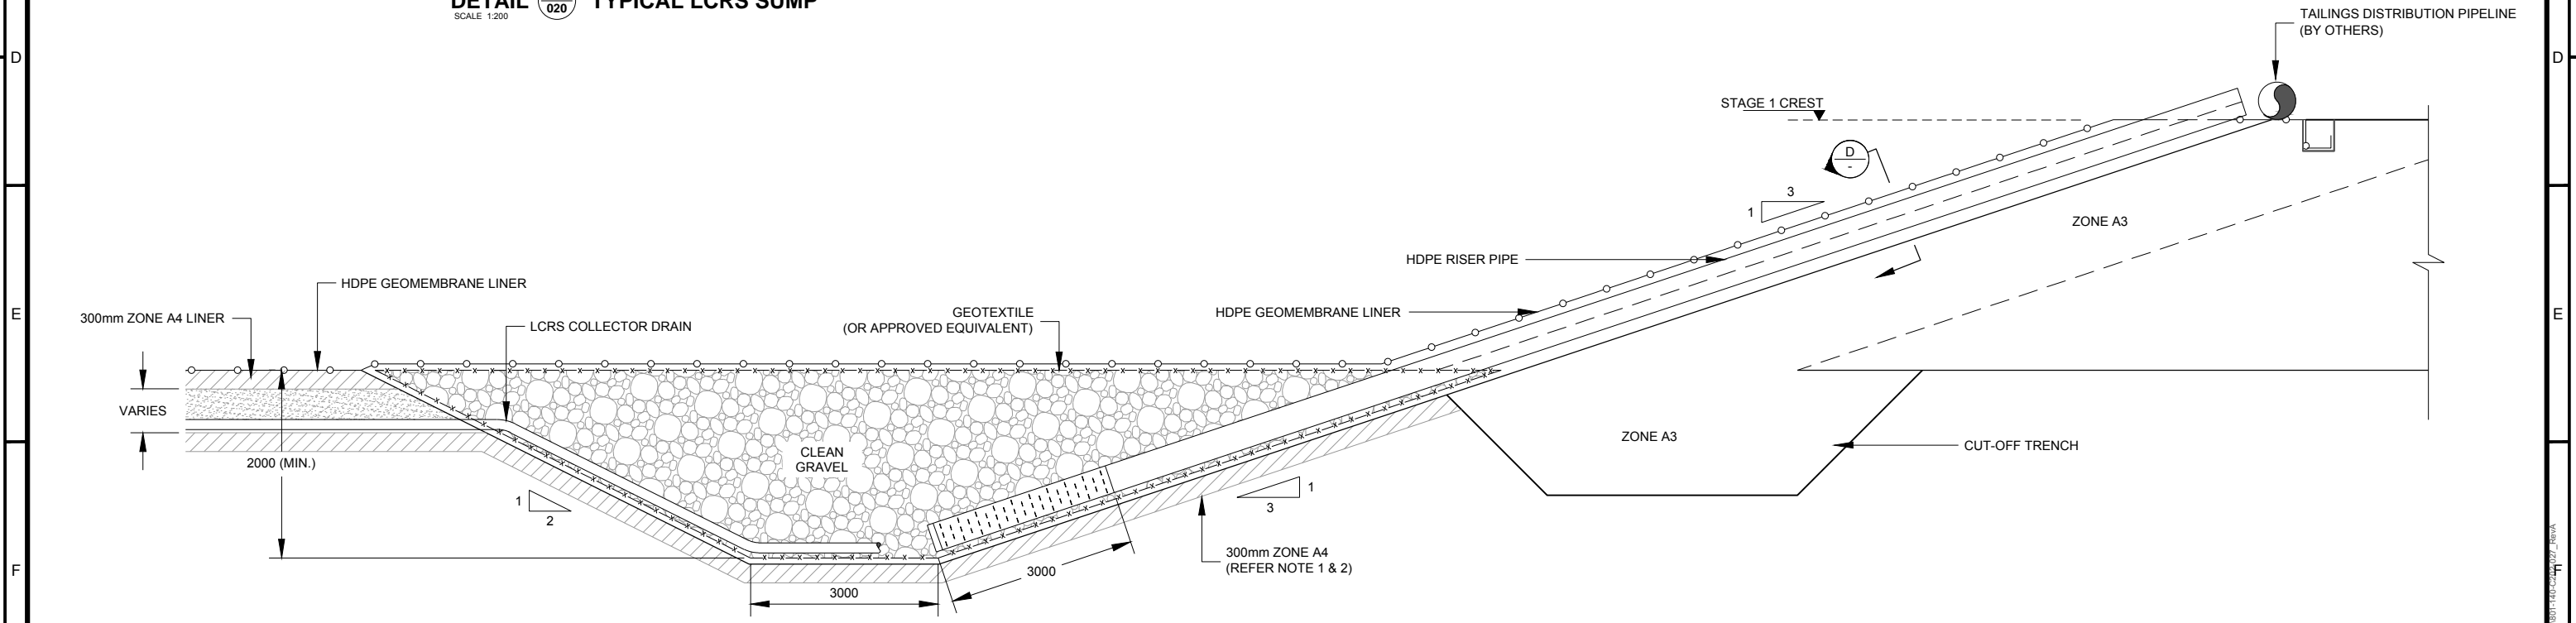 DETAIL 020 TYPICAL LCRS SUMP
SCALE 1:200
TAILINGS DISTRIBUTION PIPELINE
(BY OTHERS)
D
D
STAGE 1 CREST
D
-
3
1
ZONE A3
HDPE RISER PIPE
HDPE GEOMEMBRANE LINER
GEOTEXTILE
(OR APPROVED EQUIVALENT)
HDPE GEOMEMBRANE LINER
300mm ZONE A4 LINER
LCRS COLLECTOR DRAIN
E
E
VARIES
2000 (MIN.)
CLEAN
GRAVEL
ZONE A3
CUT-OFF TRENCH
1
2
1
3
300mm ZONE A4
(REFER NOTE 1 & 2)
3000
3000
F
F